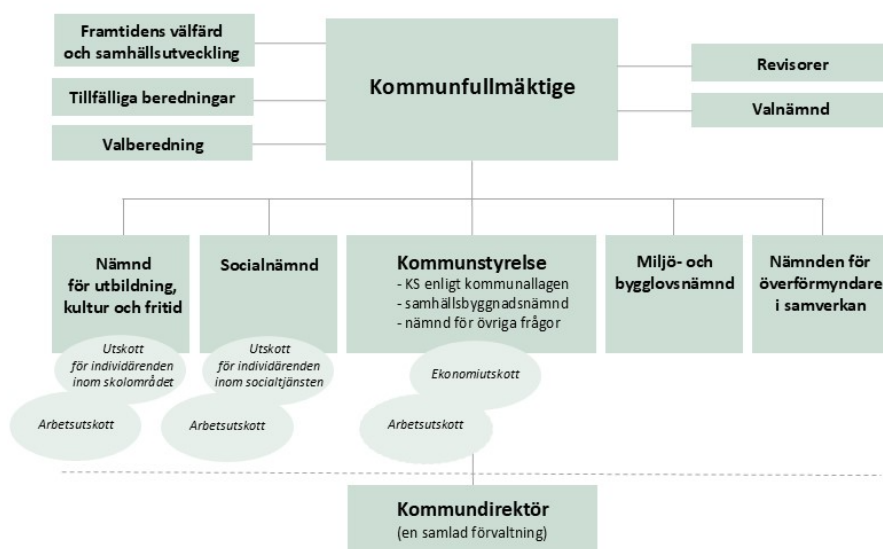 Framtidens välfärd
och samhällsutveckling
Tillfälliga beredningar
Valberedning
Kommunfullmäktige
Revisorer
Valnämnd
Nämnd
för utbildning,
kultur och fritid
Socialnämnd
Kommunstyrelse
- KS enligt kommunallagen
- samhällsbyggnadsnämnd
- nämnd för övriga frågor
Miljö- och
bygglovsnämnd
Nämnden för
överförmyndare
i samverkan
Utskott
för individärenden
inom skolområdet
Arbetsutskott
Utskott
för individärenden
inom socialtjänsten
Arbetsutskott
Ekonomiutskott
Arbetsutskott
Kommundirektör
(en samlad förvaltning)